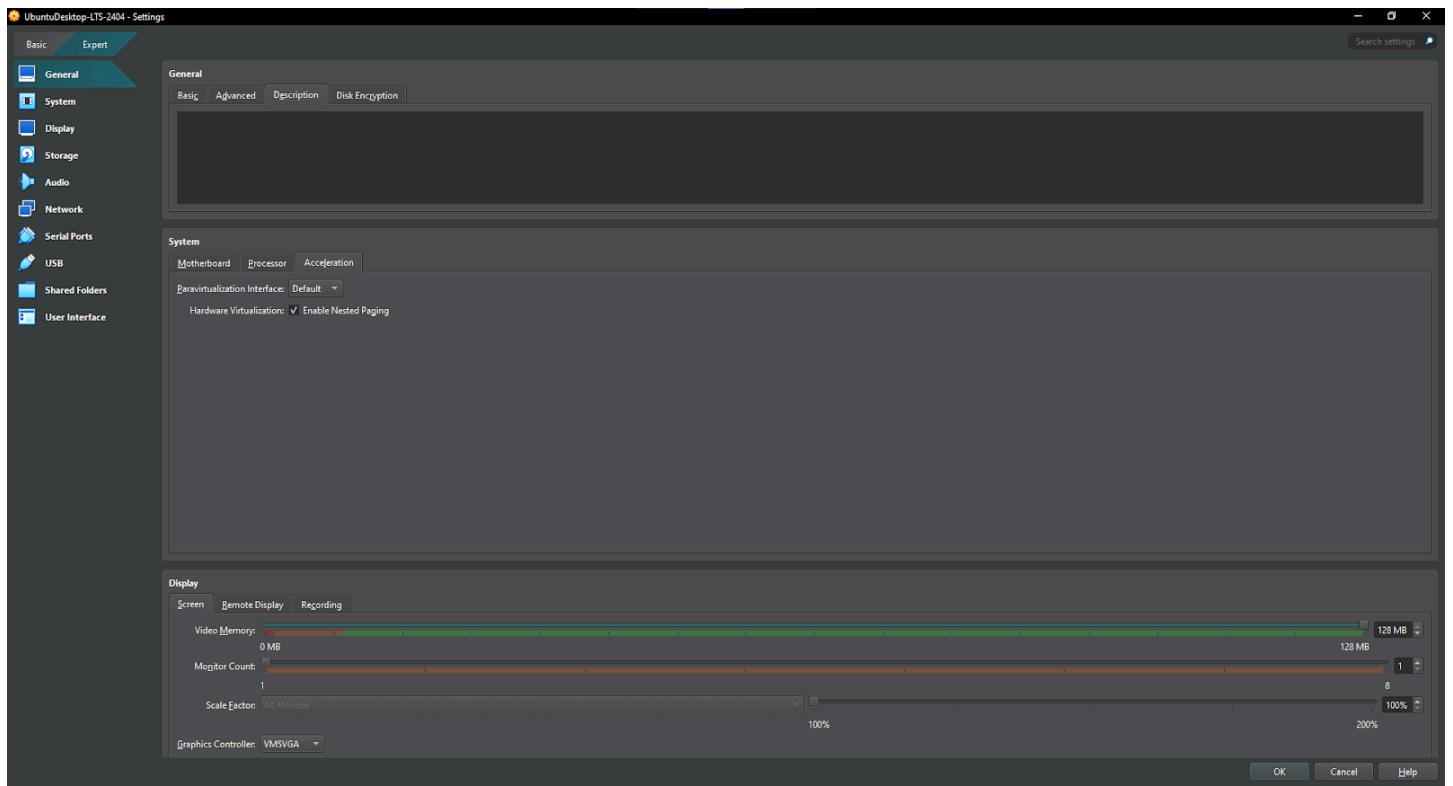 UbuntuDesktop-LTS-2404 - Settings
Basic Expert
Search settings
General
System
Display
Storage
Audio
Network
Serial Ports
USB
Shared Folders
User Interface
General
Basic Advanced Description Disk Encryption
System
Motherboard Processor Acceleration
Paravirtualization Interface: Default
Hardware Virtualization: Enable Nested Paging
Display
Screen Remote Display Recording
Video Memory: 128 MB
0 MB 128 MB
Monitor Count: 1
1 8
Scale Factor: All Monitors 100%
100% 200%
Graphics Controller: VMSVGA
OK Cancel Help